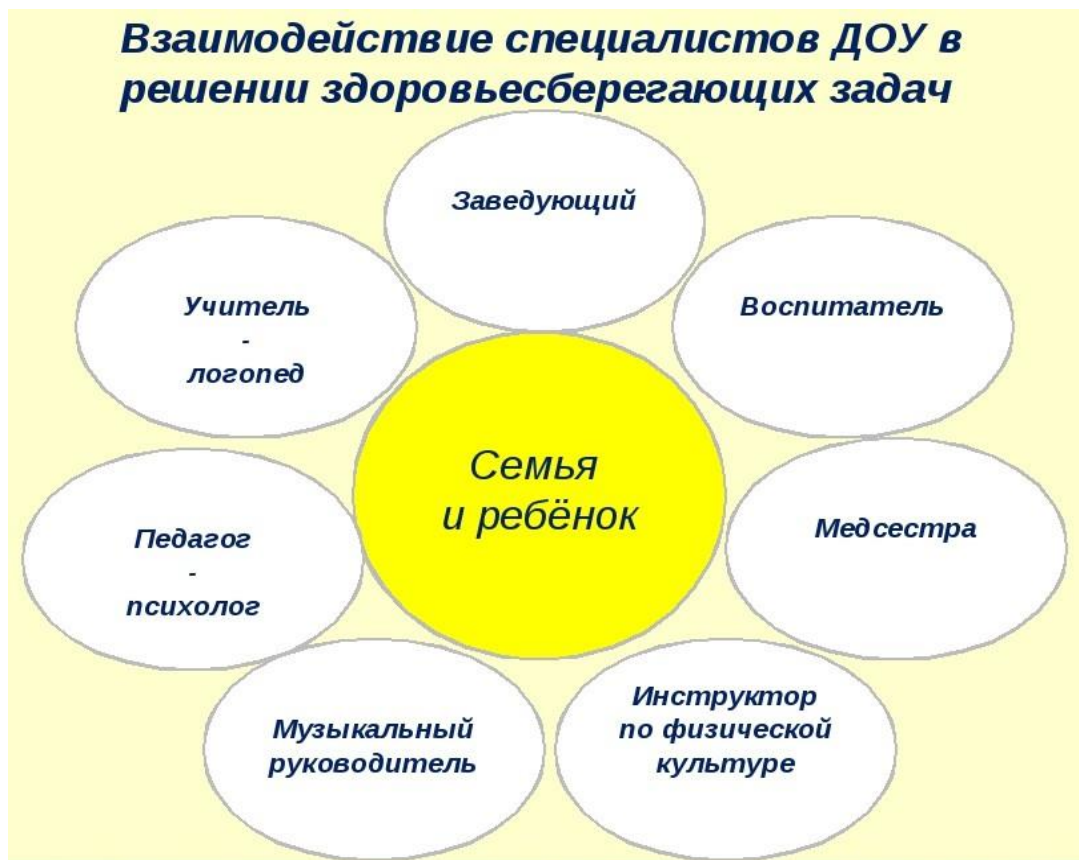 Взаимодействие специалистов ДОУ в
решении здоровьесберегающих задач
Заведующий
Учитель
-
логопед
Воспитатель
Семья
и ребёнок
Педагог
-
психолог
Медсестра
Музыкальный
руководитель
Инструктор
по физической
культуре